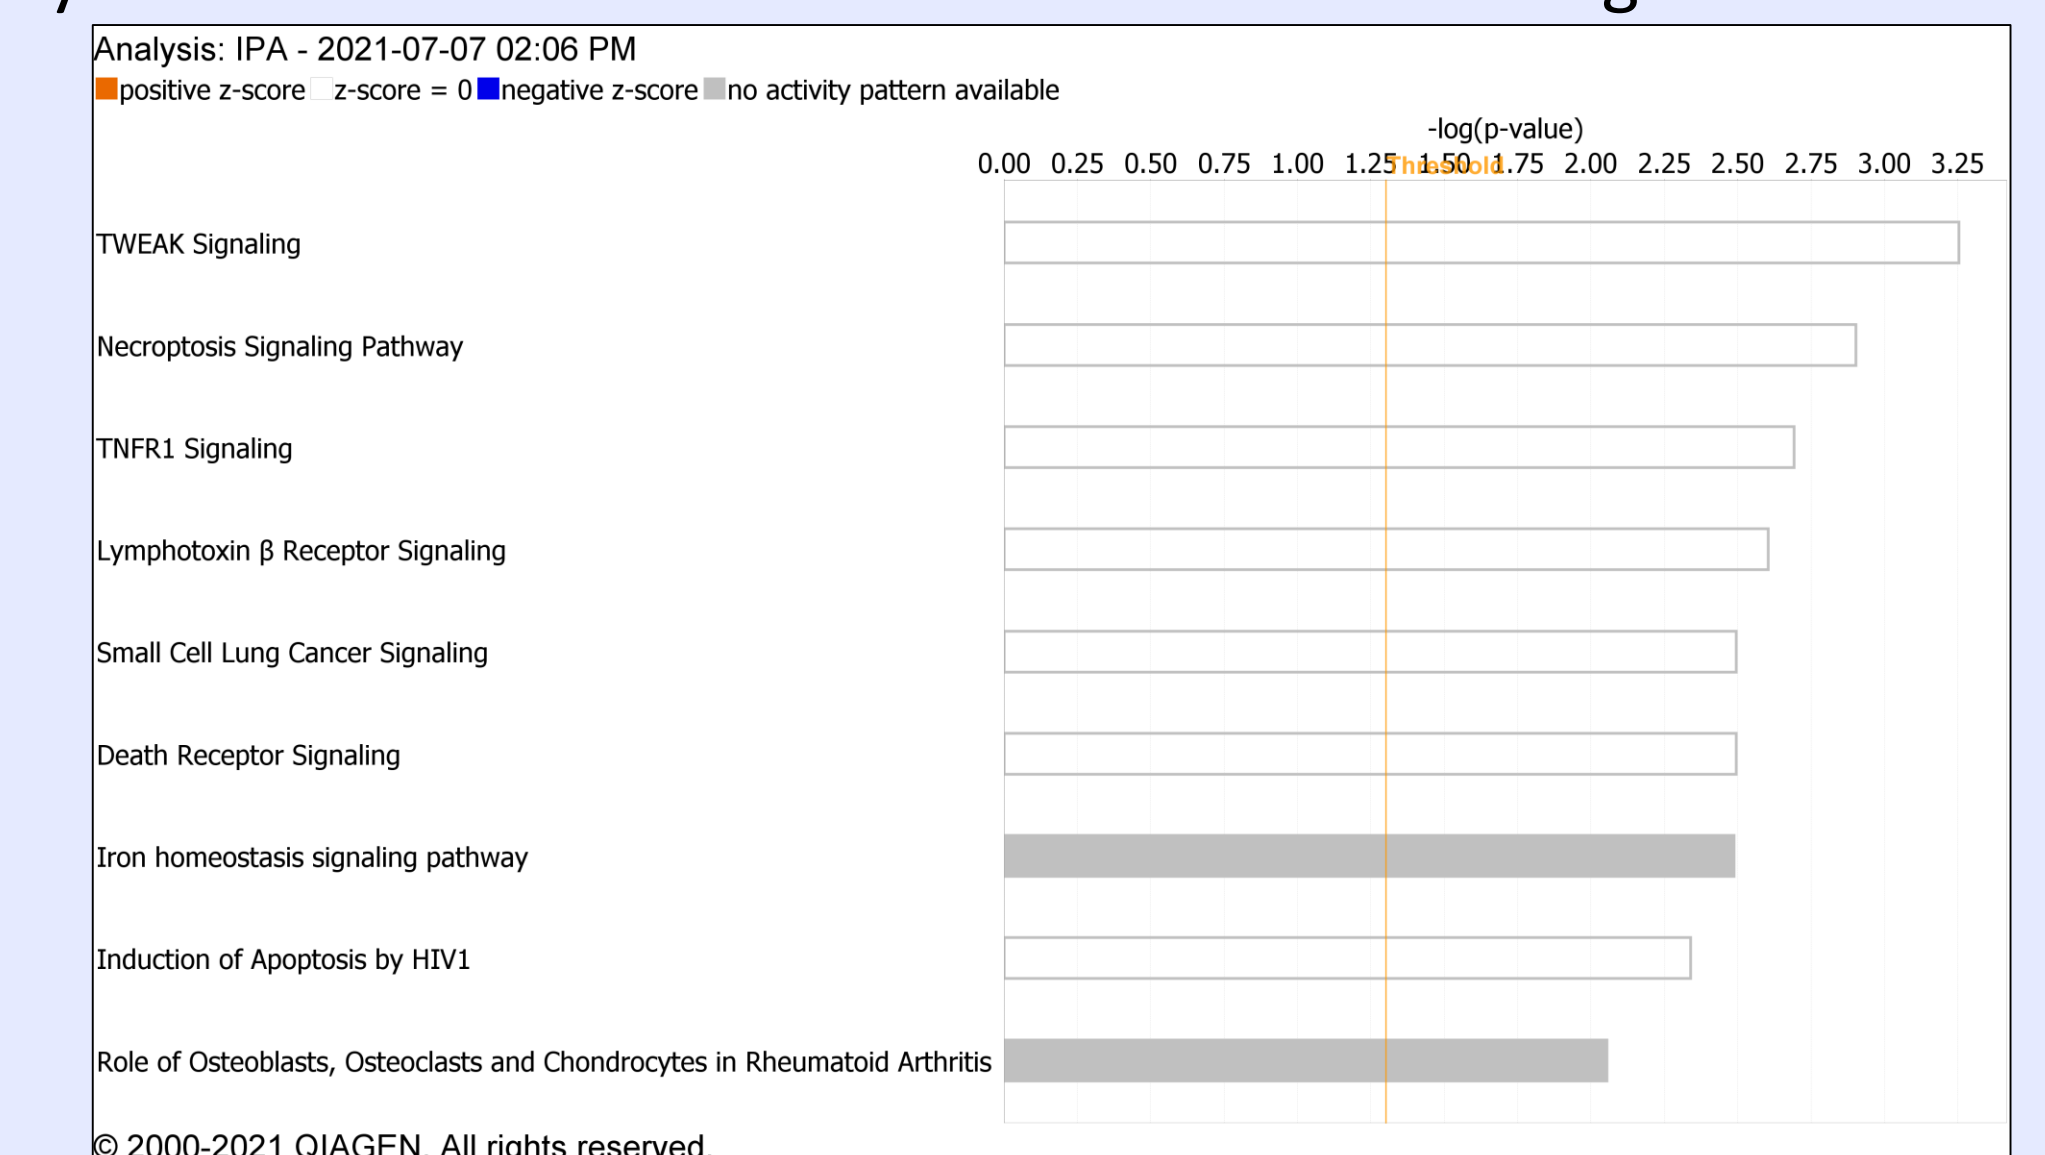 Analysis: IPA - 2021-07-07 02:06 PM
positive z-score z-score = 0 negative z-score no activity pattern available
-log(p-value)
0.00 0.25 0.50 0.75 1.00 1.25 1.50 1.75 2.00 2.25 2.50 2.75 3.00 3.25
Threshold
TWEAK Signaling
Necroptosis Signaling Pathway
TNFR1 Signaling
Lymphotoxin β Receptor Signaling
Small Cell Lung Cancer Signaling
Death Receptor Signaling
Iron homeostasis signaling pathway
Induction of Apoptosis by HIV1
Role of Osteoblasts, Osteoclasts and Chondrocytes in Rheumatoid Arthritis
© 2000-2021 QIAGEN. All rights reserved.